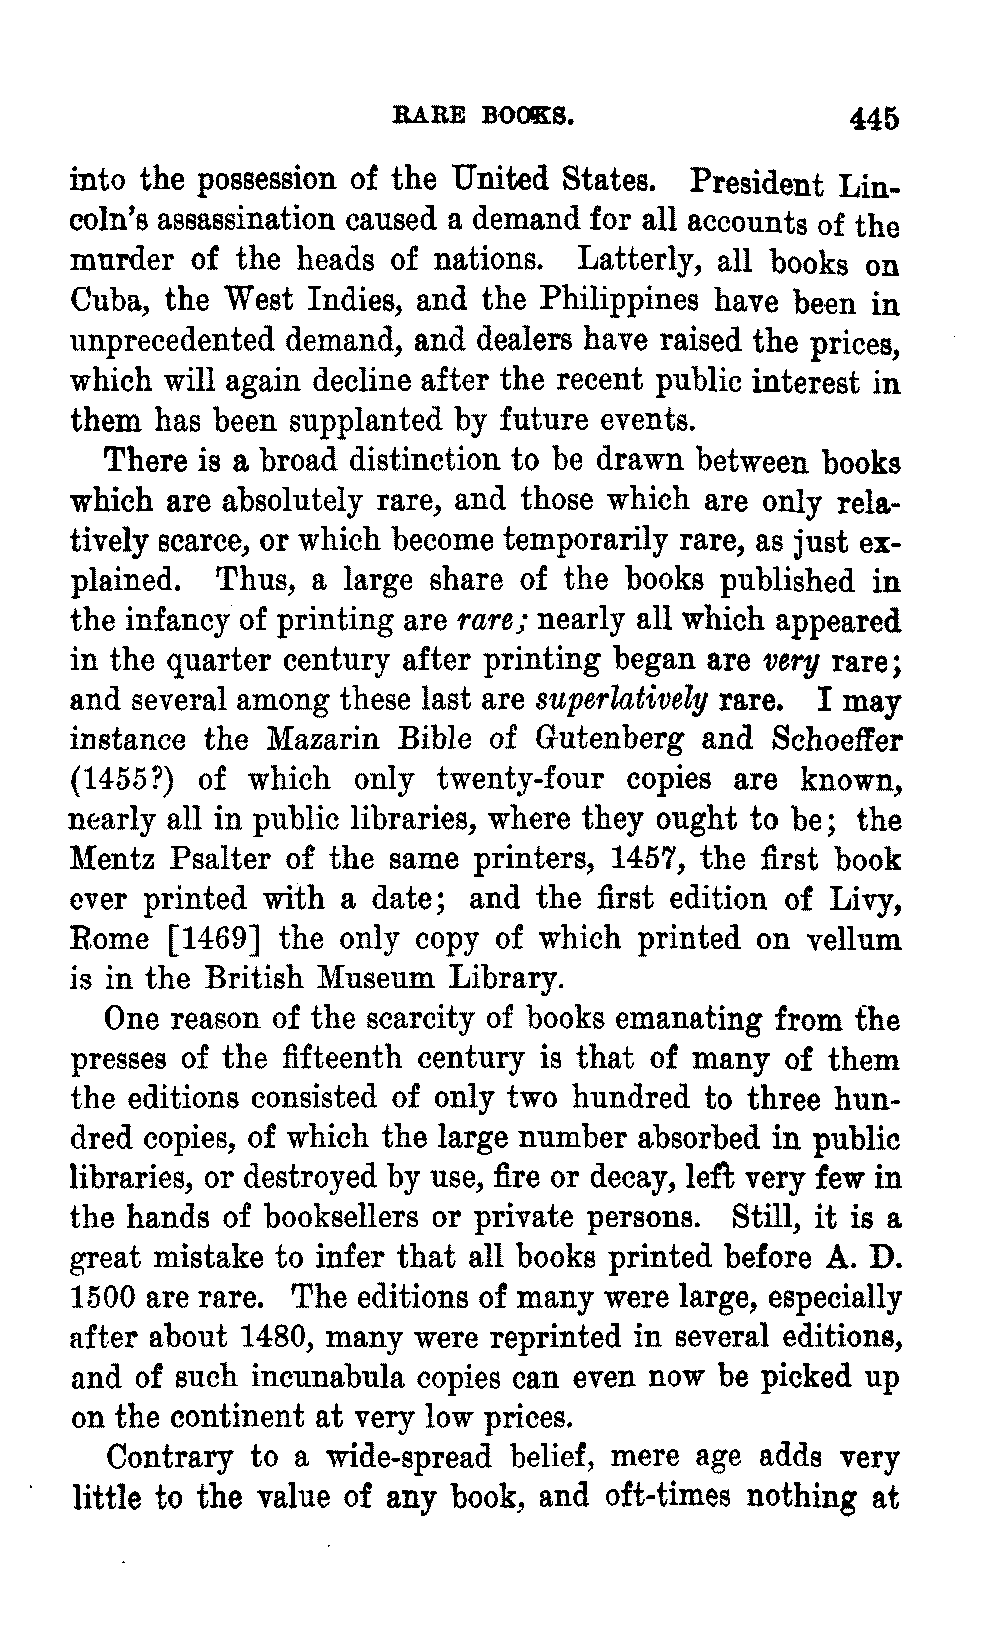 RARE BOOKS. 445
into the possession of the United States. President Lin-
coln's assassination caused a demand for all accounts of the
murder of the heads of nations. Latterly, all books on
Cuba, the West Indies, and the Philippines have been in
unprecedented demand, and dealers have raised the prices,
which will again decline after the recent public interest in
them has been supplanted by future events.
There is a broad distinction to be drawn between books
which are absolutely rare, and those which are only rela-
tively scarce, or which become temporarily rare, as just ex-
plained. Thus, a large share of the books published in
the infancy of printing are rare; nearly all which appeared
in the quarter century after printing began are very rare;
and several among these last are superlatively rare. I may
instance the Mazarin Bible of Gutenberg and Schoeffer
(1455?) of which only twenty-four copies are known,
nearly all in public libraries, where they ought to be; the
Mentz Psalter of the same printers, 1457, the first book
ever printed with a date; and the first edition of Livy,
Rome [1469] the only copy of which printed on vellum
is in the British Museum Library.
One reason of the scarcity of books emanating from the
presses of the fifteenth century is that of many of them
the editions consisted of only two hundred to three hun-
dred copies, of which the large number absorbed in public
libraries, or destroyed by use, fire or decay, left very few in
the hands of booksellers or private persons. Still, it is a
great mistake to infer that all books printed before A. D.
1500 are rare. The editions of many were large, especially
after about 1480, many were reprinted in several editions,
and of such incunabula copies can even now be picked up
on the continent at very low prices.
Contrary to a wide-spread belief, mere age adds very
little to the value of any book, and oft-times nothing at